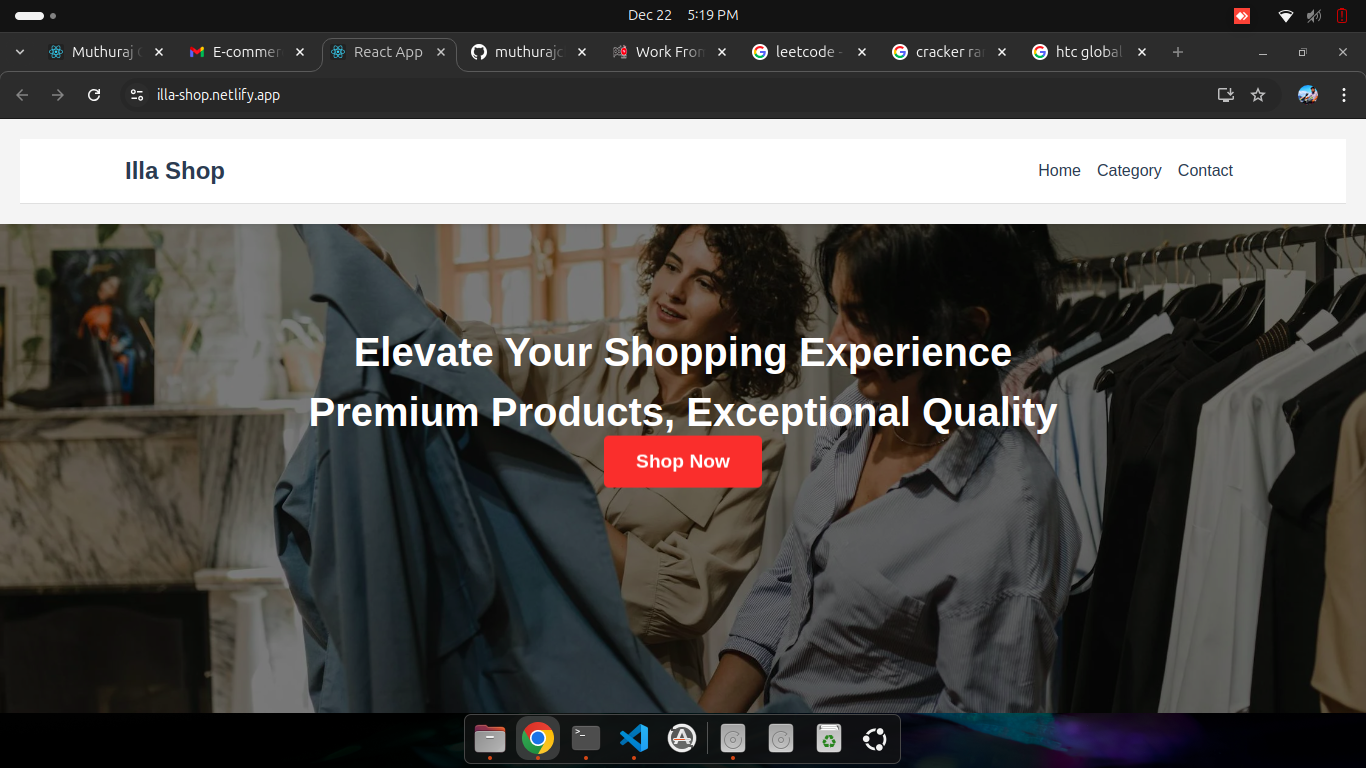 Dec 22 5:19 PM
Muthuraj
E-commer
React App
muthurajc
Work From
leetcode -
cracker ra
htc global
illa-shop.netlify.app
Illa Shop
Home Category Contact
Elevate Your Shopping Experience
Premium Products, Exceptional Quality
Shop Now